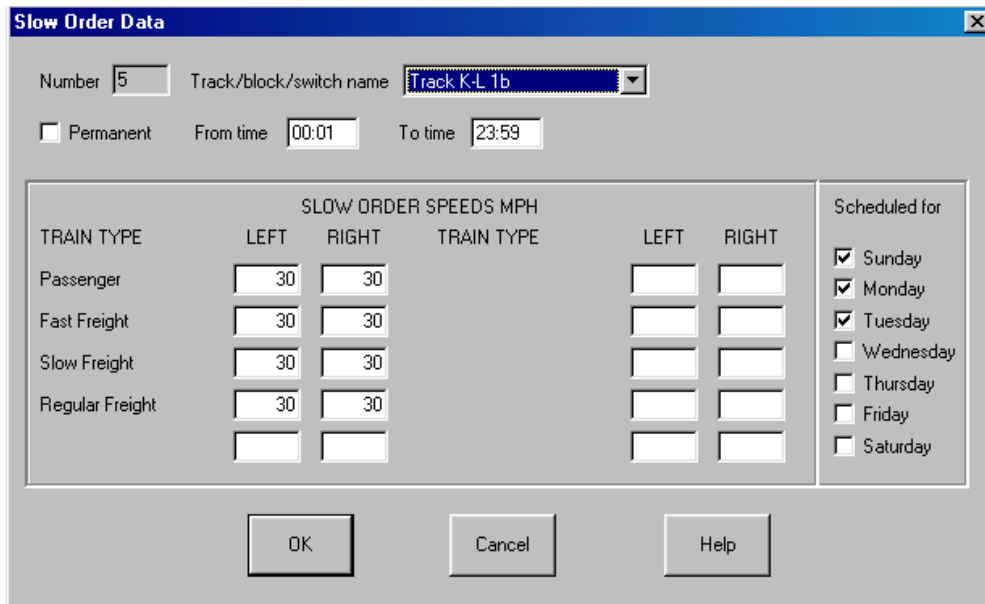 Slow Order Data
Number 5 Track/block/switch name Track K-L 1b
Permanent From time 00:01 To time 23:59
SLOW ORDER SPEEDS MPH
TRAIN TYPE LEFT RIGHT TRAIN TYPE LEFT RIGHT
Passenger 30 30
Fast Freight 30 30
Slow Freight 30 30
Regular Freight 30 30
Scheduled for
Sunday
Monday
Tuesday
Wednesday
Thursday
Friday
Saturday
OK Cancel Help